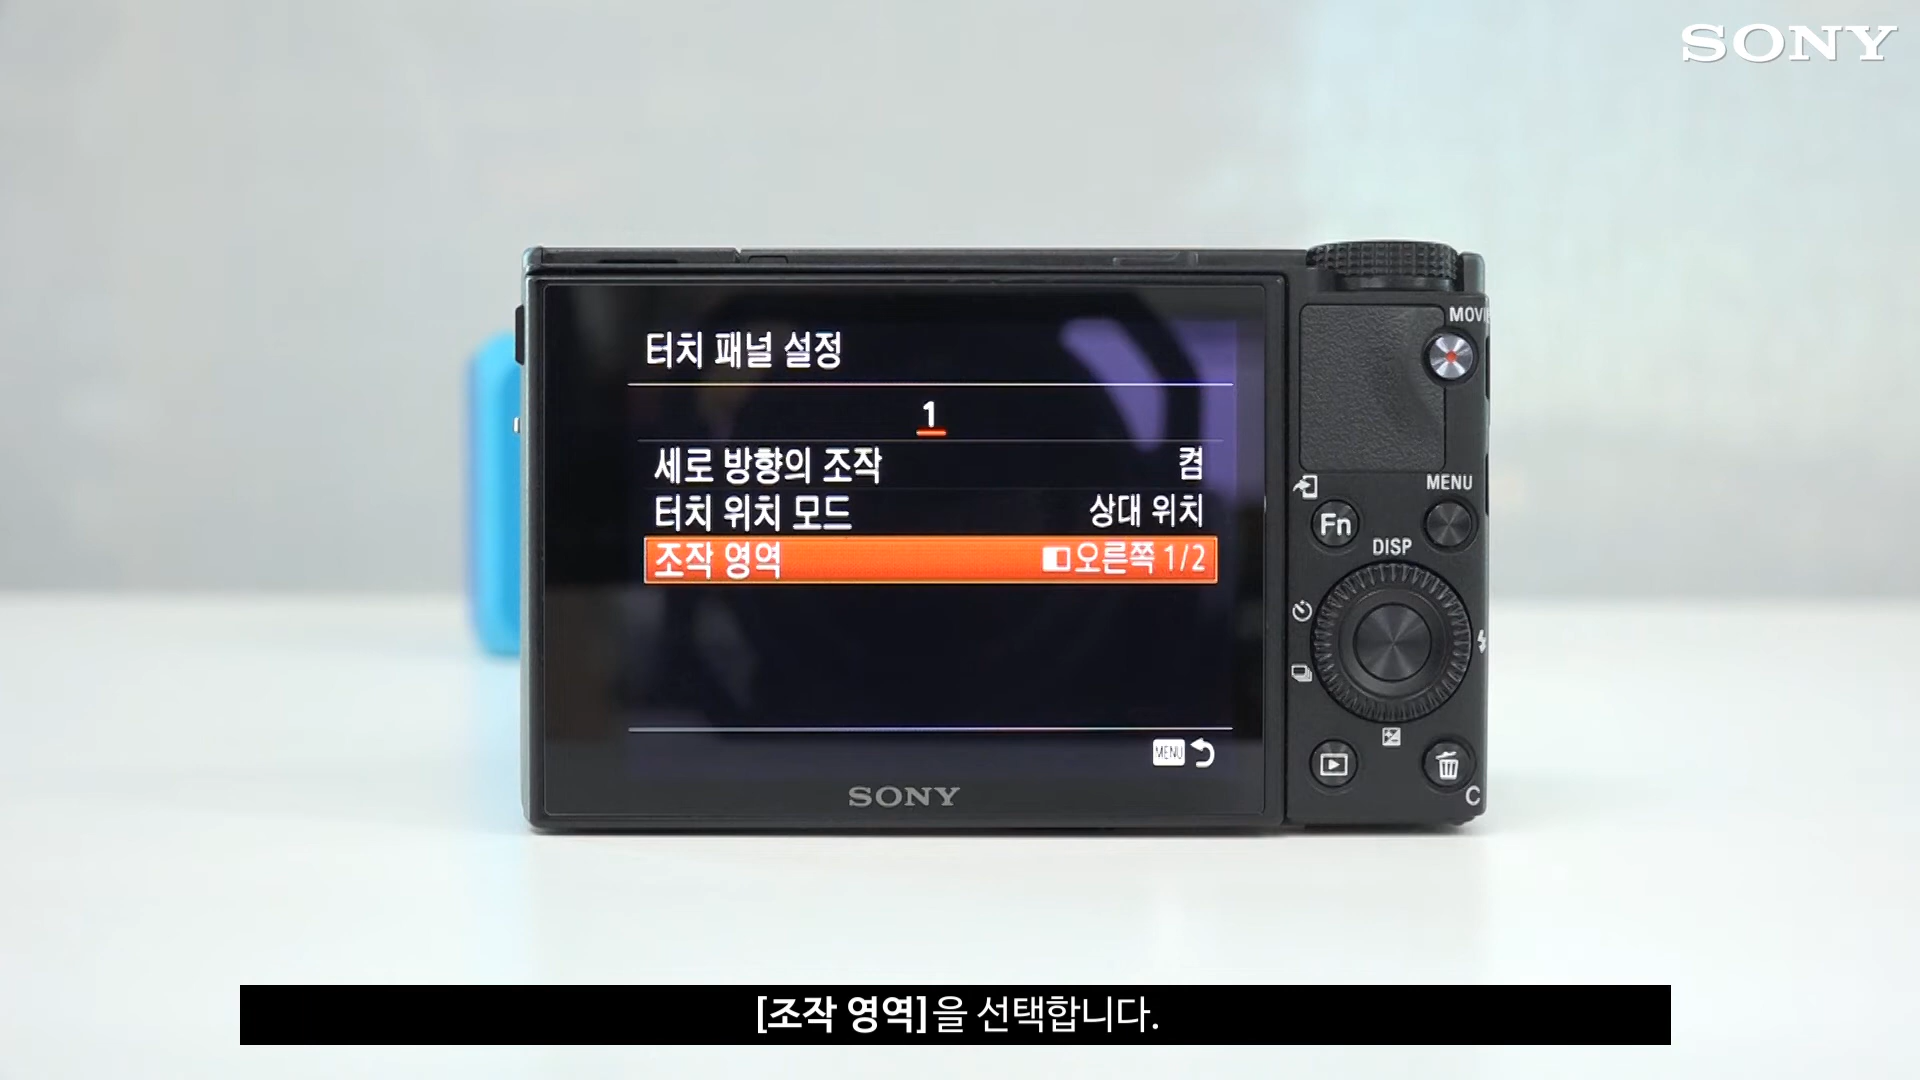 SONY
터치 패널 설정
1
세로 방향의 조작 켬
터치 위치 모드 상대 위치
조작 영역 오른쪽 1/2
MENU
SONY
MOVIE
MENU
Fn
DISP
C
[조작 영역]을 선택합니다.